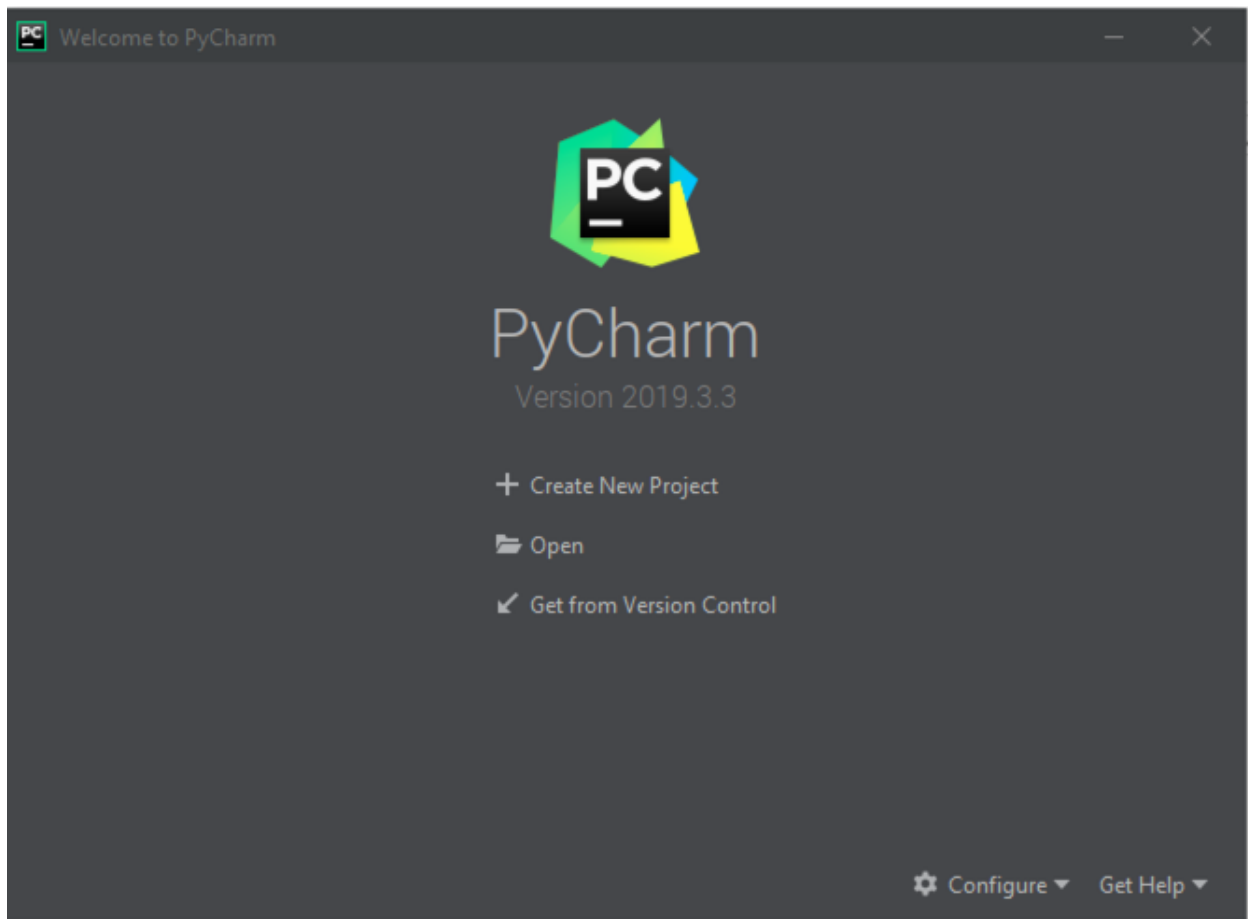 PC
Welcome to PyCharm
PC
PyCharm
Version 2019.3.3
Create New Project
Open
Get from Version Control
Configure
Get Help